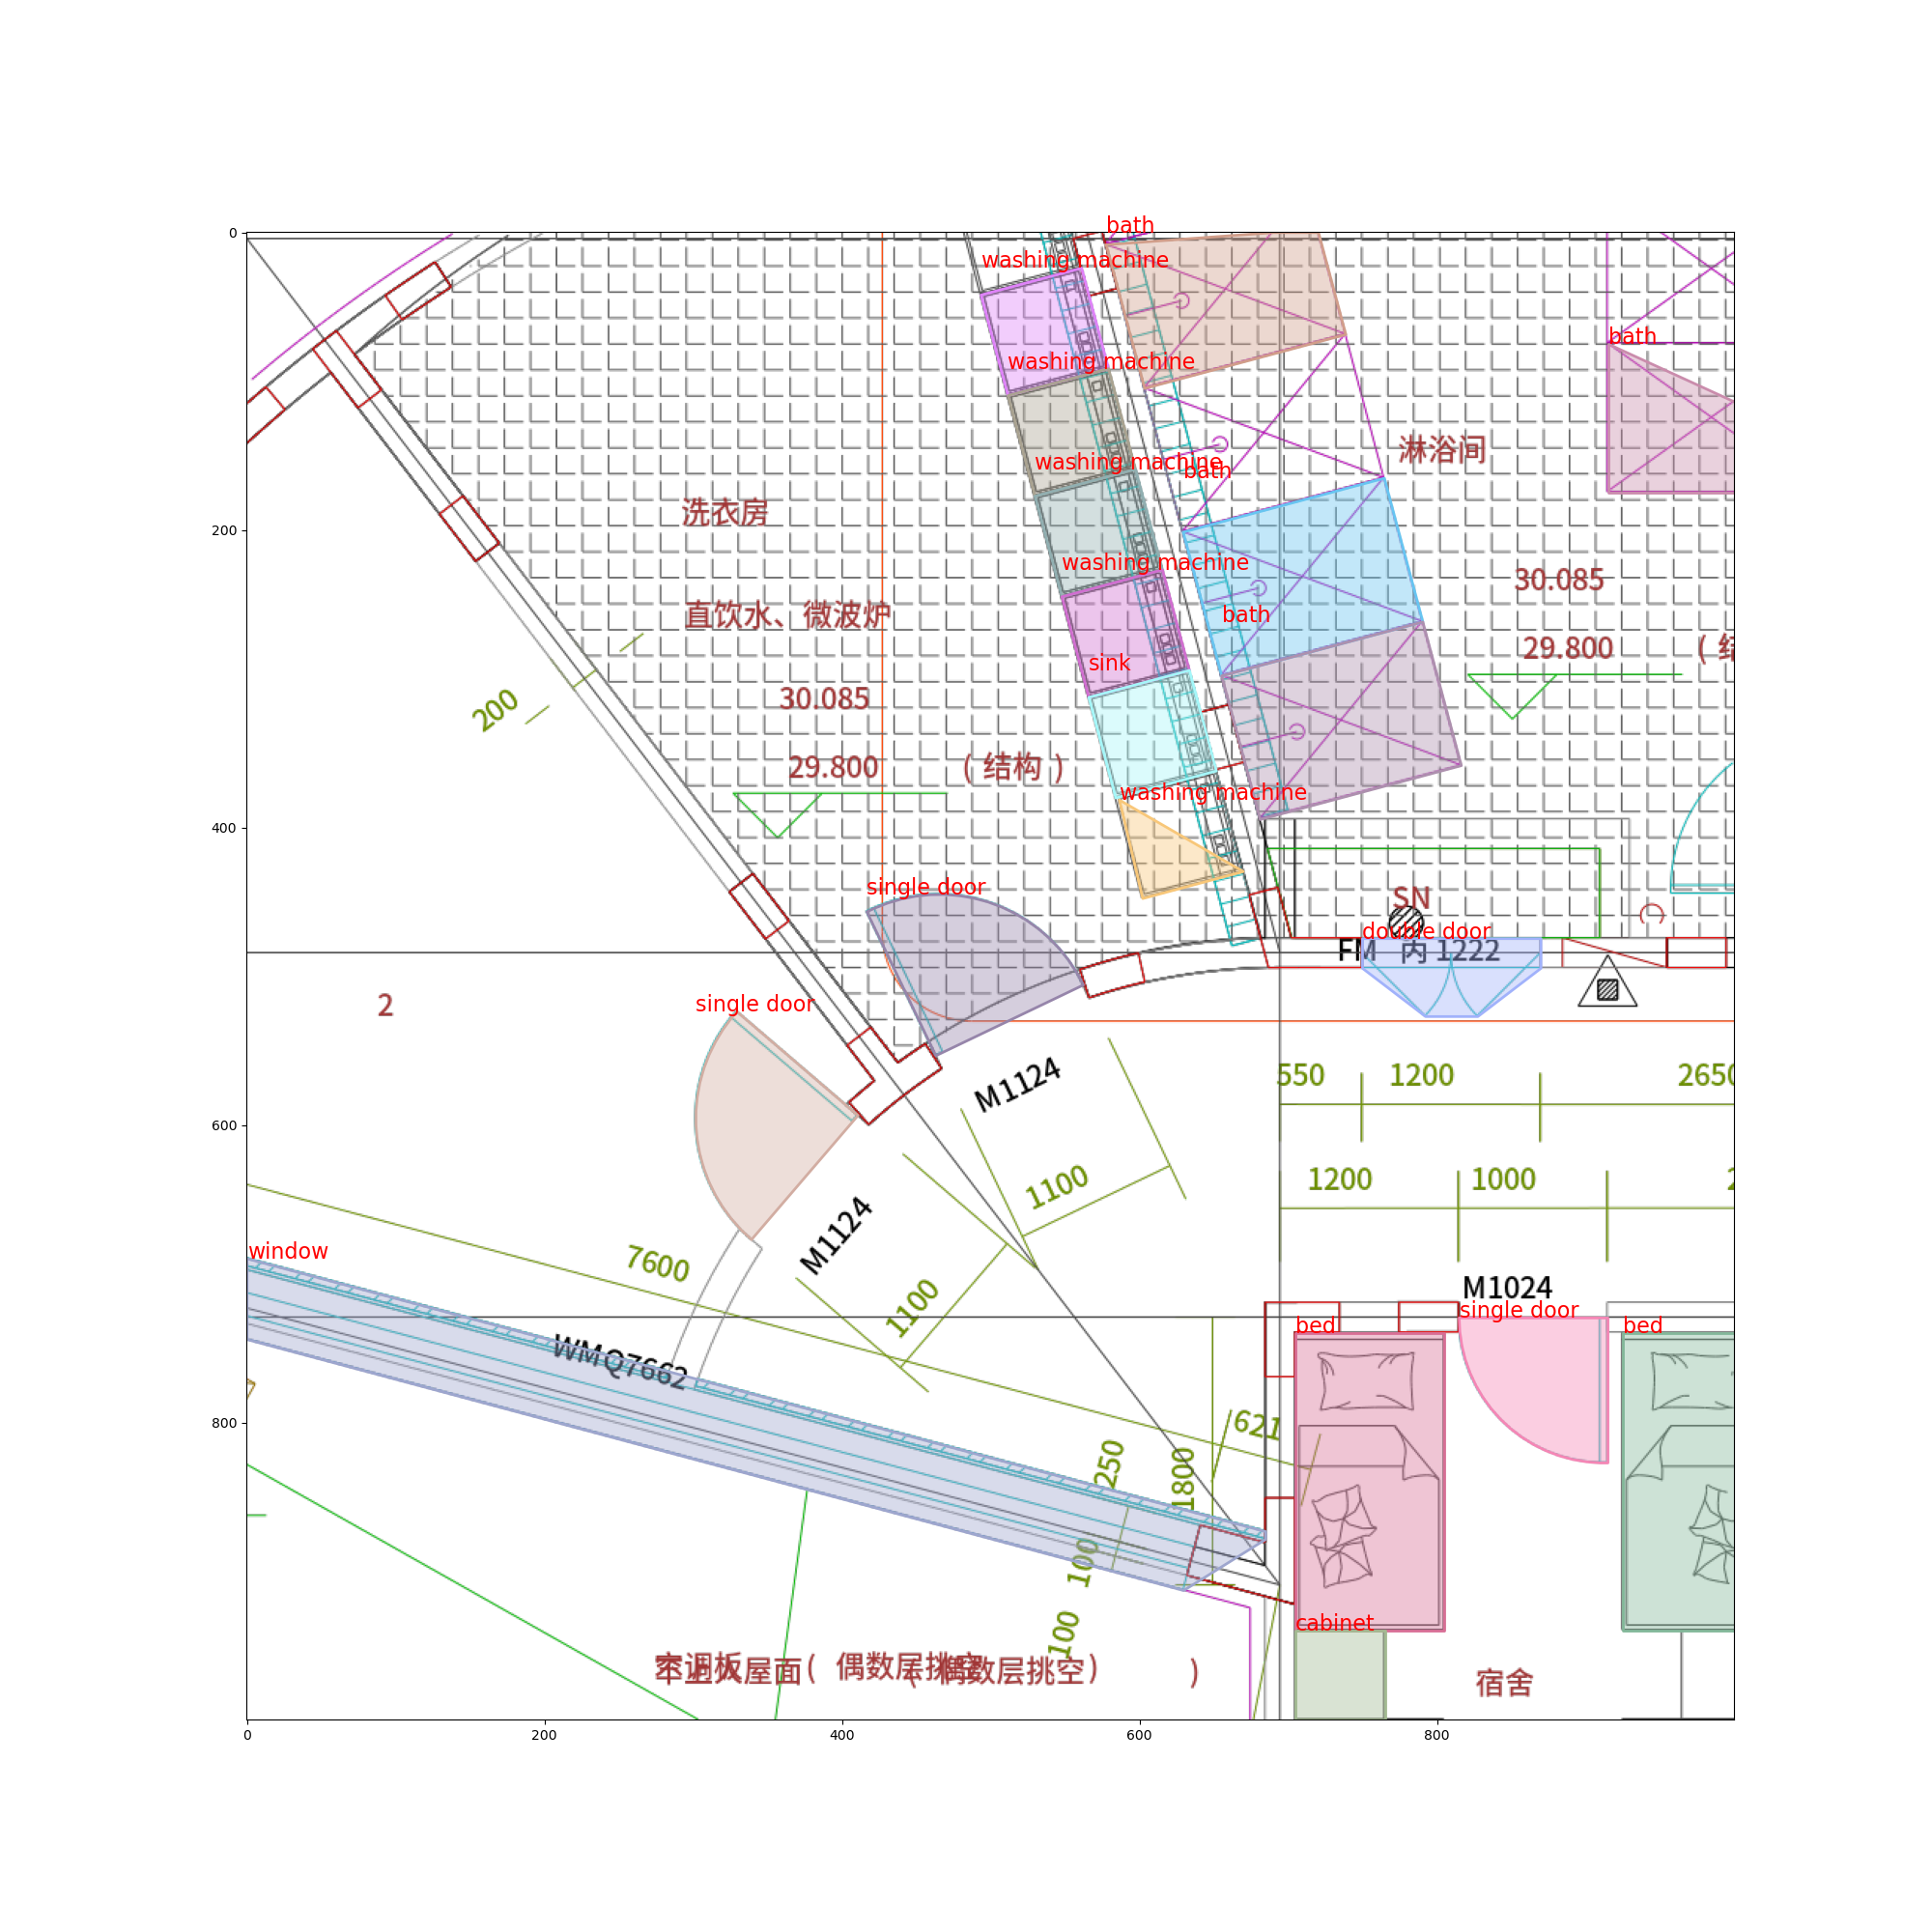 0
bath
washing machine
washing machine
bath
washing machine
bath
淋浴间
洗衣房
200
washing machine
30.085
直饮水、微波炉
bath
29.800
(结
sink
30.085
200
29.800 (结构)
washing machine
400
single door
SN
double door
FM 内 1222
2
single door
M1124
550 1200 2650
600
1100
1200 1000 2
M1124
window
7600
1100
M1024
single door
bed
bed
WMQ7662
800
621
250
1800
100
100
cabinet
(偶数层挑空)
屋面(偶数层挑空)
宿舍
0 200 400 600 800